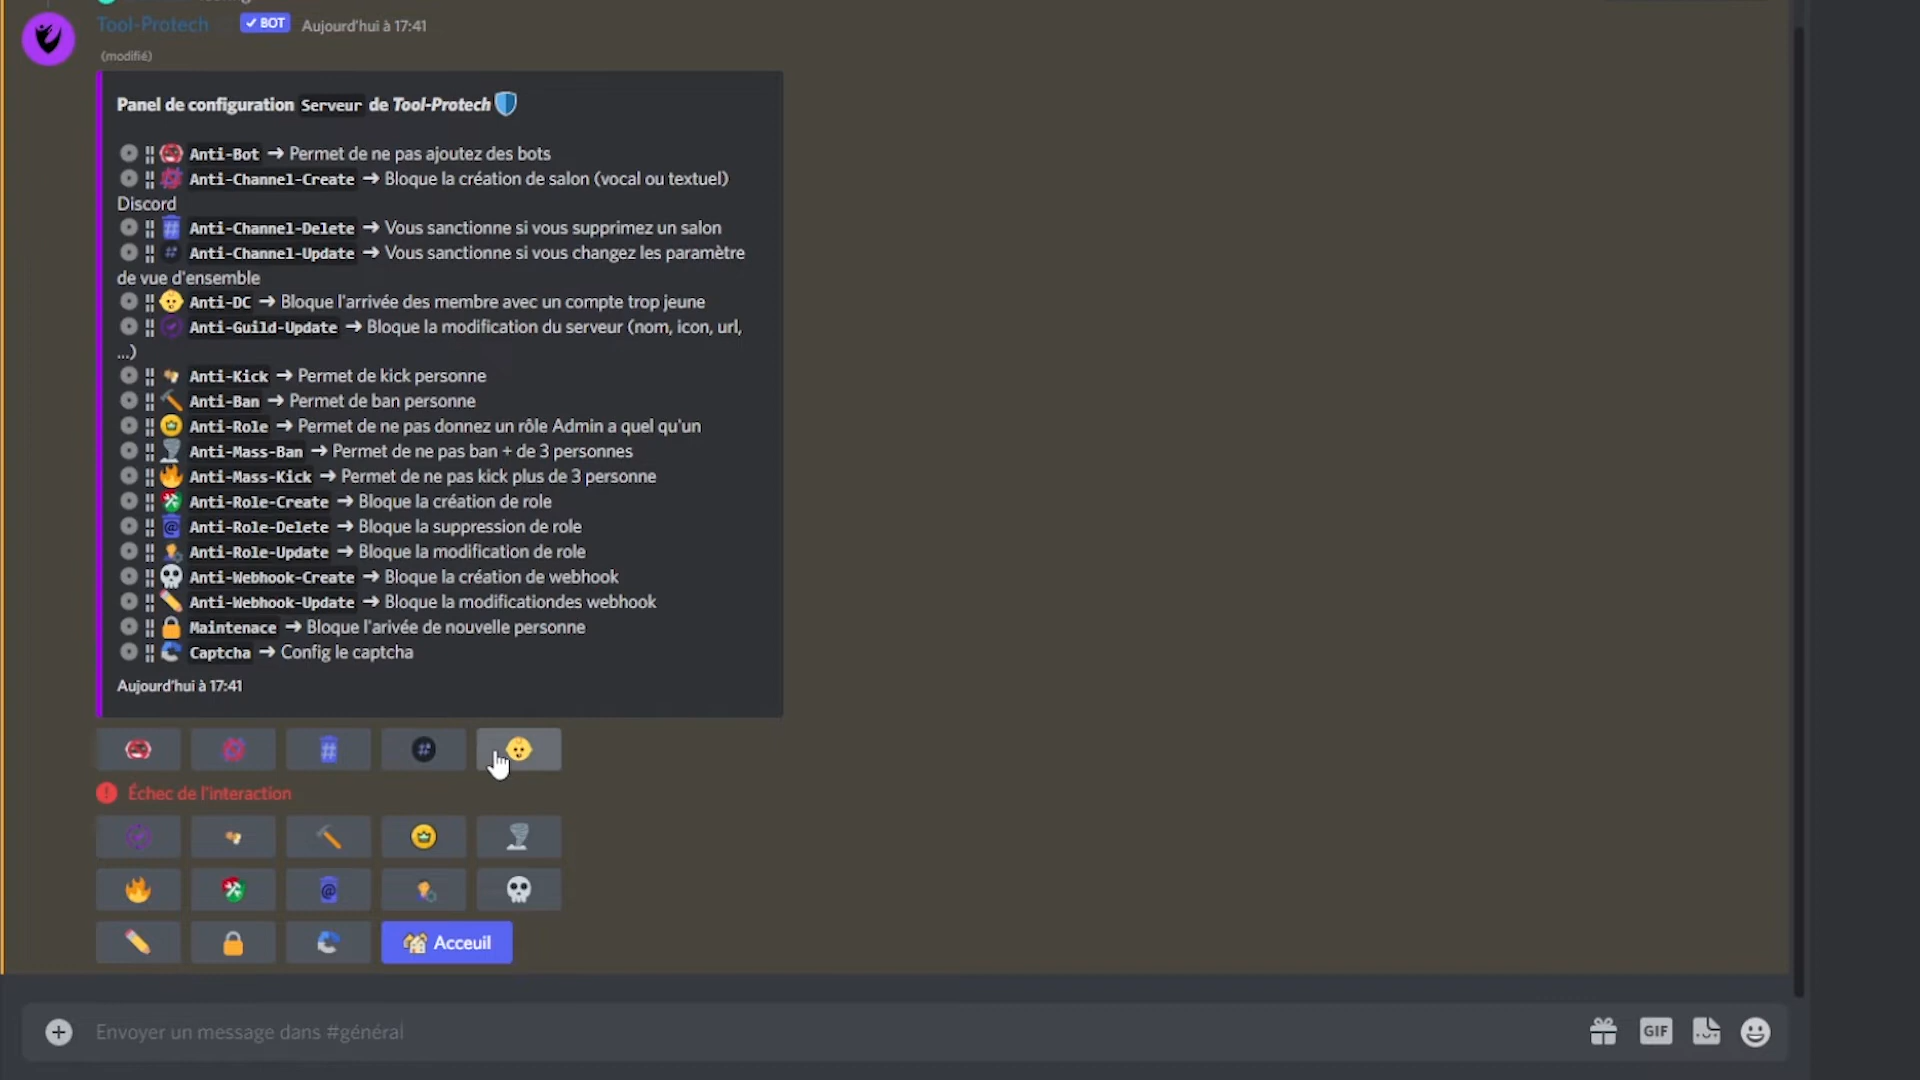 Tool-Protech ✓ BOT Aujourd'hui à 17:41
(modifié)
Panel de configuration Serveur de Tool-Protech
Anti-Bot → Permet de ne pas ajoutez des bots
Anti-Channel-Create → Bloque la création de salon (vocal ou textuel)
Discord
Anti-Channel-Delete → Vous sanctionne si vous supprimez un salon
Anti-Channel-Update → Vous sanctionne si vous changez les paramètre
de vue d'ensemble
Anti-DC → Bloque l'arrivée des membre avec un compte trop jeune
Anti-Guild-Update → Bloque la modification du serveur (nom, icon, url,
...)
Anti-Kick → Permet de kick personne
Anti-Ban → Permet de ban personne
Anti-Role → Permet de ne pas donnez un rôle Admin a quel qu'un
Anti-Mass-Ban → Permet de ne pas ban + de 3 personnes
Anti-Mass-Kick → Permet de ne pas kick plus de 3 personne
Anti-Role-Create → Bloque la création de role
Anti-Role-Delete → Bloque la suppression de role
Anti-Role-Update → Bloque la modification de role
Anti-Webhook-Create → Bloque la création de webhook
Anti-Webhook-Update → Bloque la modificationdes webhook
Maintenace → Bloque l'arivée de nouvelle personne
Captcha → Config le captcha
Aujourd'hui à 17:41
Échec de l'interaction
Acceuil
Envoyer un message dans #général
GIF